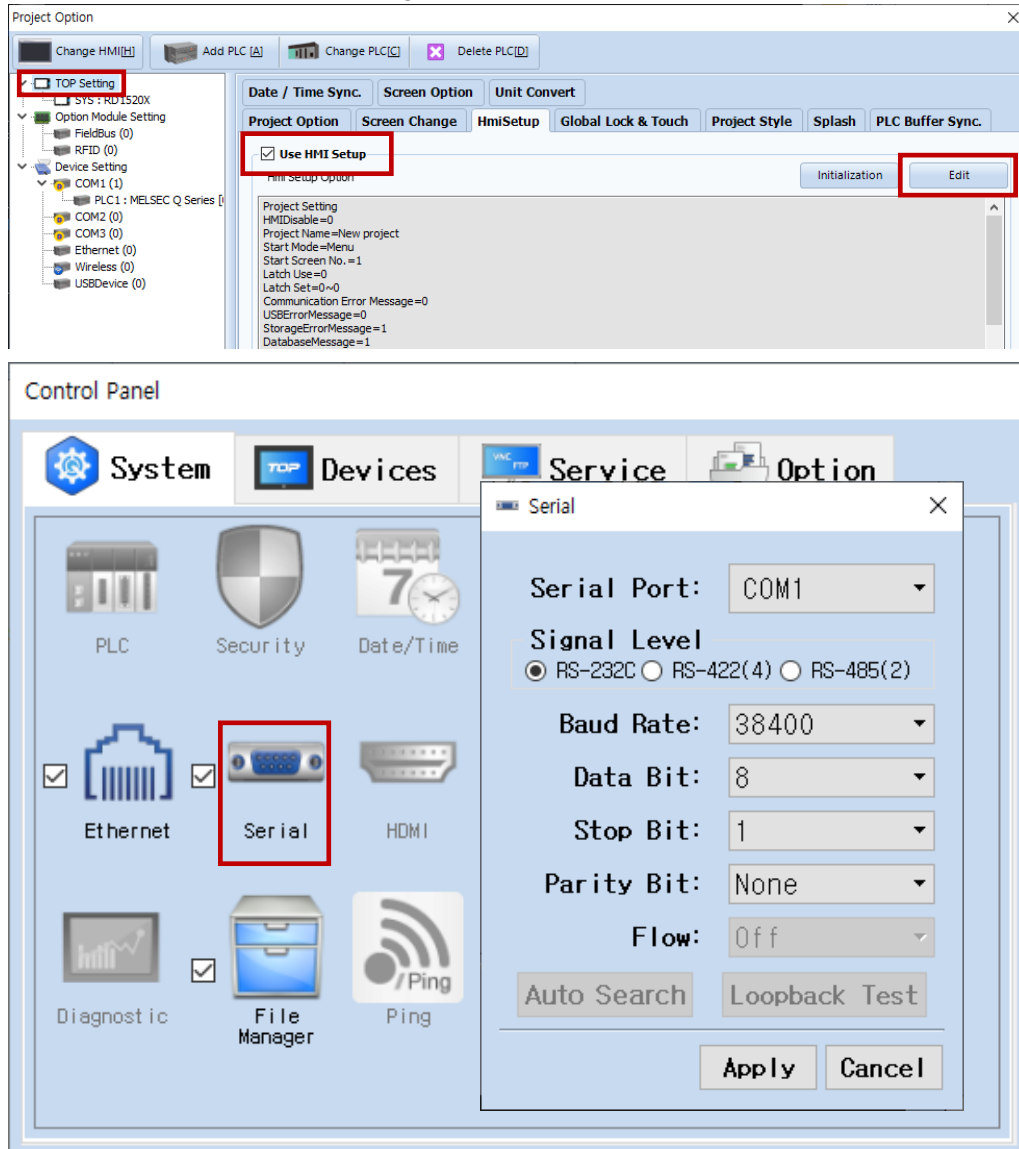 Project Option
Change HMI[H]
Add PLC [A]
Change PLC[C]
Delete PLC[D]
TOP Setting
SYS : RD1520X
Option Module Setting
FieldBus (0)
RFID (0)
Device Setting
COM1 (1)
PLC1 : MELSEC Q Series [
COM2 (0)
COM3 (0)
Ethernet (0)
Wireless (0)
USBDevice (0)
Date / Time Sync.
Screen Option
Unit Convert
Project Option
Screen Change
HmiSetup
Global Lock & Touch
Project Style
Splash
PLC Buffer Sync.
Use HMI Setup
Hmi Setup Option
Initialization
Edit
Project Setting
HMIDisable=0
Project Name=New project
Start Mode=Menu
Start Screen No.=1
Latch Use=0
Latch Set=0~0
Communication Error Message=0
USBErrorMessage=0
StorageErrorMessage=1
DatabaseMessage=1
Control Panel
System
TOP
Devices
VNC
FTP
Service
Option
PLC
Security
7
Date/Time
Ethernet
Serial
HDMI
Diagnostic
File
Manager
/Ping
Ping
Serial
Serial Port:
COM1
Signal Level
RS-232C
RS-422(4)
RS-485(2)
Baud Rate:
38400
Data Bit:
8
Stop Bit:
1
Parity Bit:
None
Flow:
Off
Auto Search
Loopback Test
Apply
Cancel